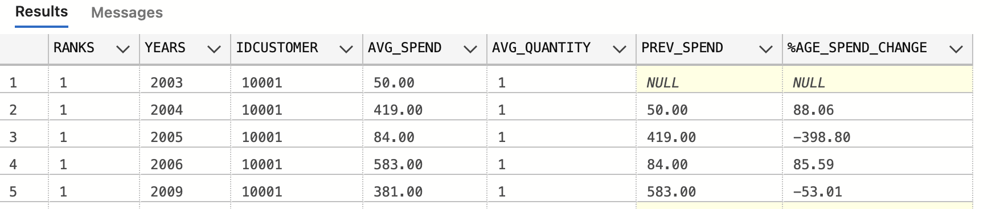 Results Messages
RANKS YEARS IDCUSTOMER AVG_SPEND AVG_QUANTITY PREV_SPEND %AGE_SPEND_CHANGE
1 1 2003 10001 50.00 1 NULL NULL
2 1 2004 10001 419.00 1 50.00 88.06
3 1 2005 10001 84.00 1 419.00 -398.80
4 1 2006 10001 583.00 1 84.00 85.59
5 1 2009 10001 381.00 1 583.00 -53.01